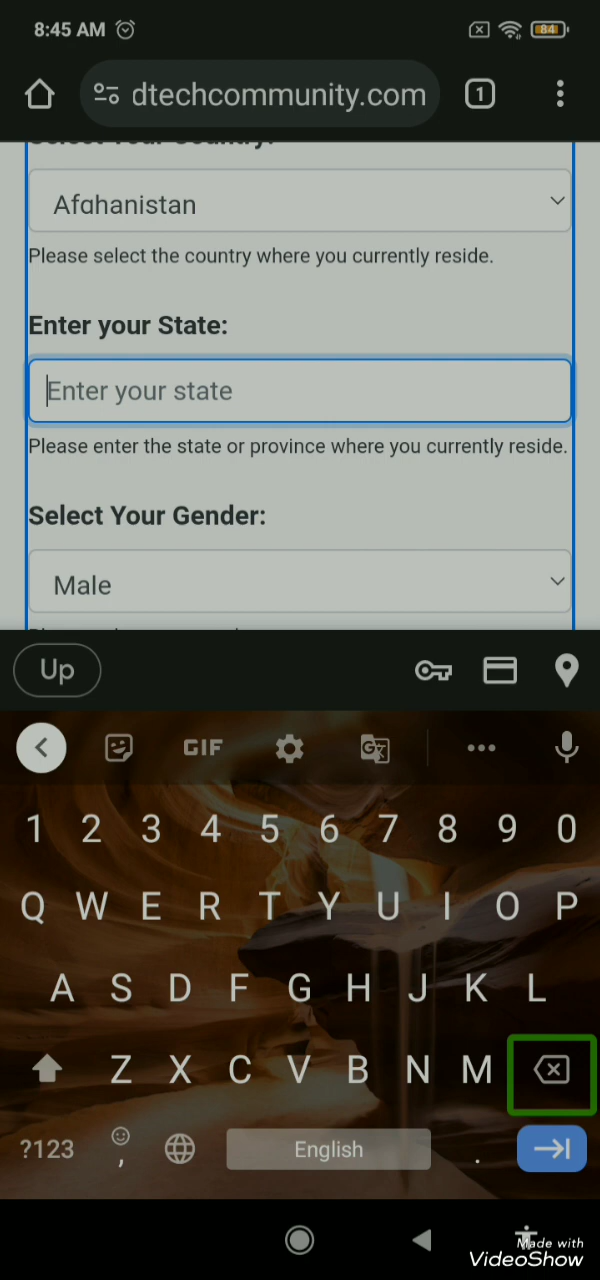 8:45 AM
84
dtechcommunity.com
1
Select Your Country:
Afghanistan
Please select the country where you currently reside.
Enter your State:
Enter your state
Please enter the state or province where you currently reside.
Select Your Gender:
Male
Up
GIF
1 2 3 4 5 6 7 8 9 0
Q W E R T Y U I O P
A S D F G H J K L
Z X C V B N M
?123 , English .
Made with
VideoShow